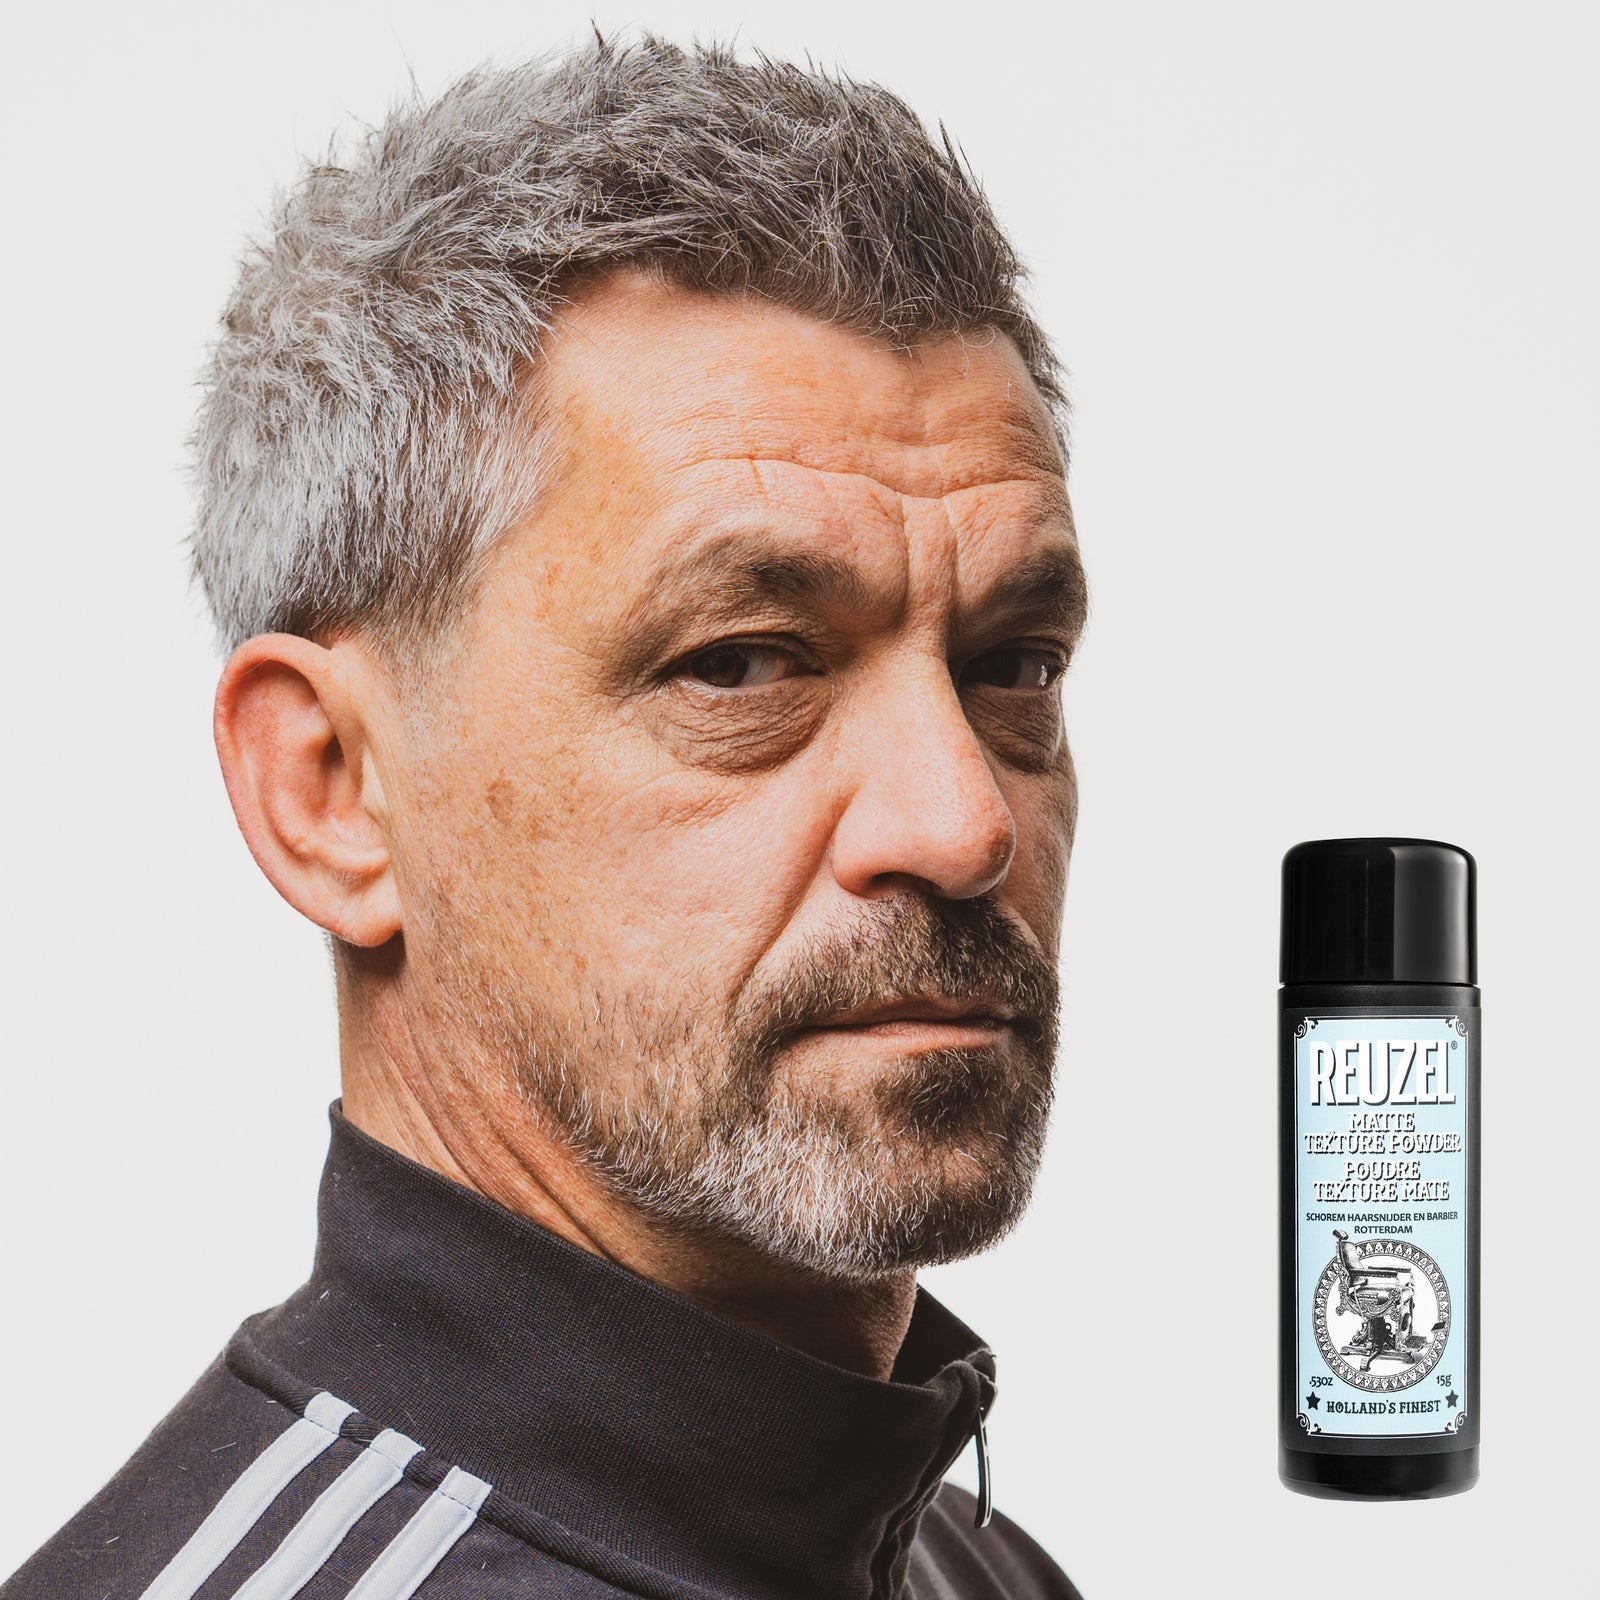 REUZEL®
MATTE
TEXTURE POWDER
POUDRE
TEXTURE MATE
SCHOREM HAARSNIJDER EN BARBIER
ROTTERDAM
.53OZ 15g
HOLLAND'S FINEST